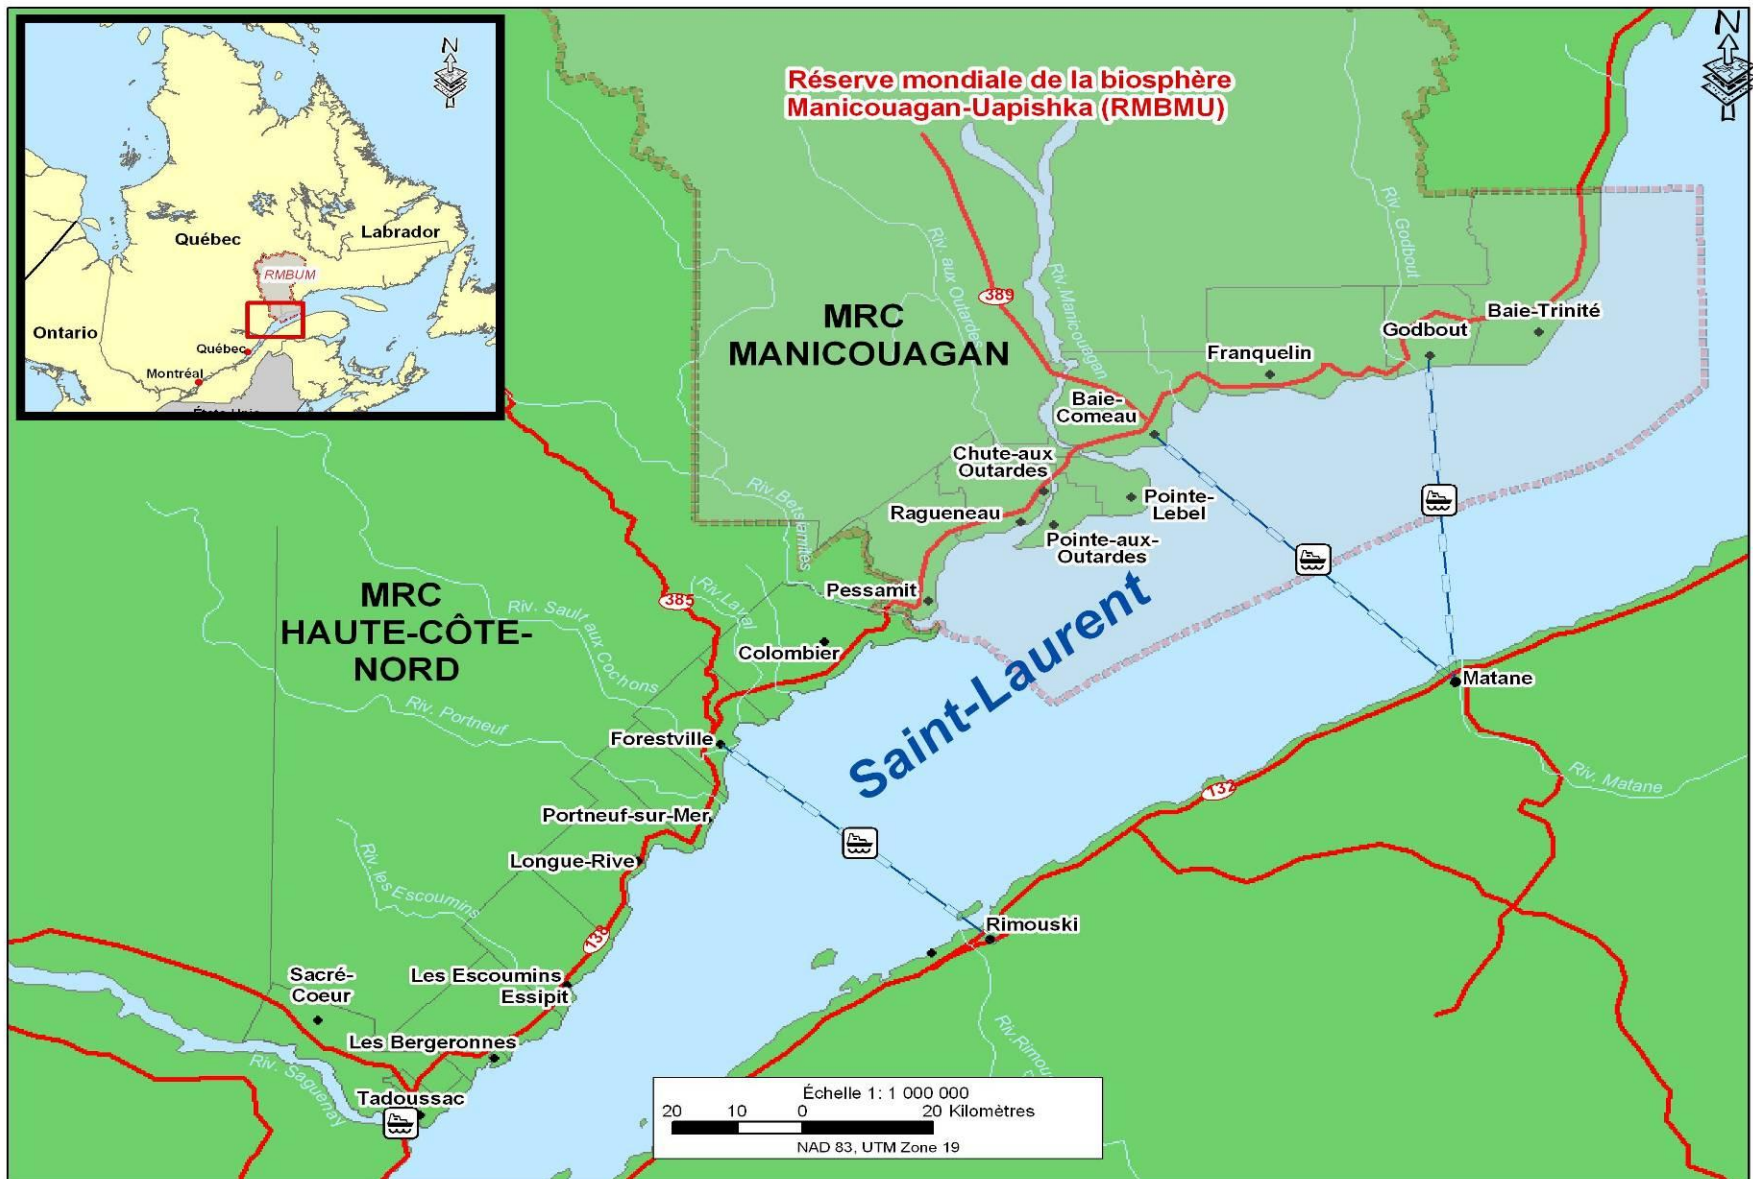 N
Québec
Labrador
RMBUM
Ontario
Québec
Montréal
N
Réserve mondiale de la biosphère
Manicouagan-Uapishka (RMBMU)
Riv. aux Outardes
Riv. Manicouagan
Riv. Godbout
389
MRC
MANICOUAGAN
Baie-Trinité
Godbout
Franquelin
Baie-
Comeau
Chute-aux
Outardes
Pointe-
Lebel
Ragueneau
Pointe-aux-
Outardes
Riv. Betsiamites
Pessamit
MRC
HAUTE-CÔTE-
NORD
385
Riv. Laval
Riv. Sault aux Cochons
Colombier
Saint-Laurent
Matane
Riv. Portneuf
Forestville
Riv. Matane
132
Portneuf-sur-Mer
Longue-Rive
Riv. les Escoumins
138
Rimouski
Les Escoumins
Essipit
Sacré-
Coeur
Les Bergeronnes
Riv. Saguenay
Tadoussac
Échelle 1: 1 000 000
20 10 0 20 Kilomètres
NAD 83, UTM Zone 19